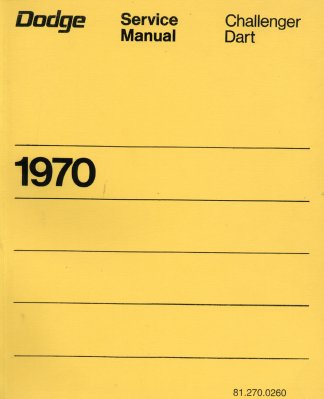 Dodge
Service
Manual
Challenger
Dart
1970
81.270.0260